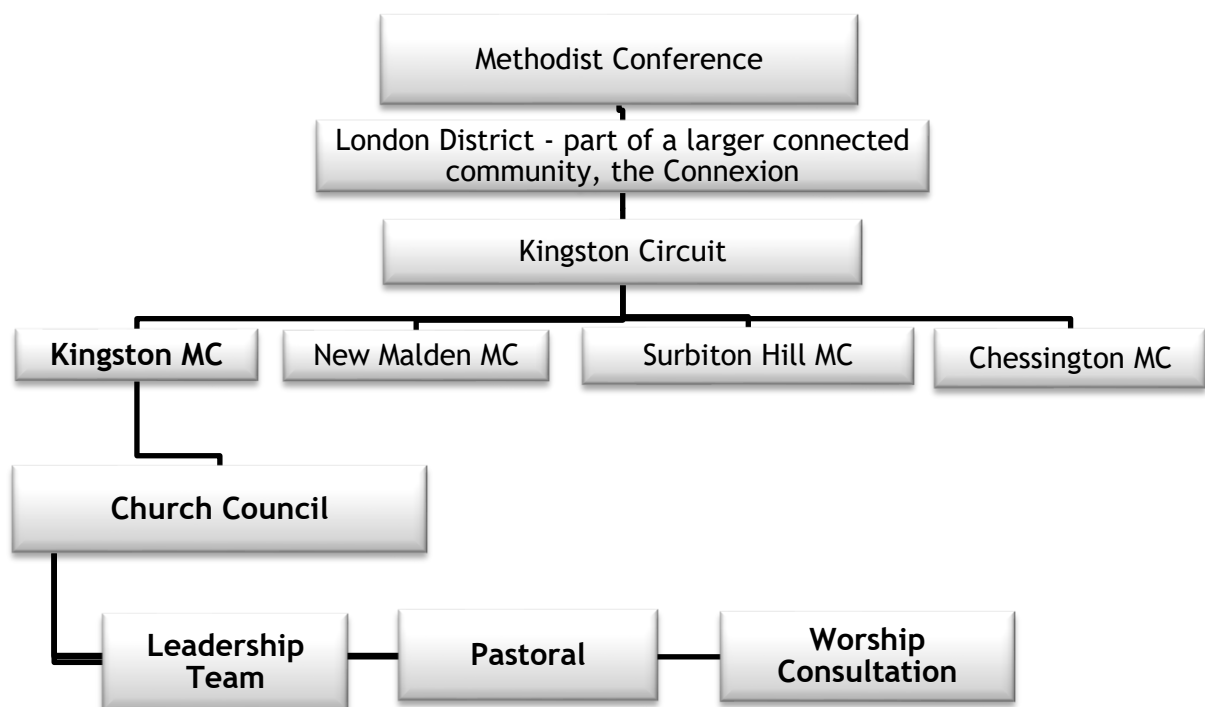 Methodist Conference
London District - part of a larger connected
community, the Connexion
Kingston Circuit
Kingston MC
New Malden MC
Surbiton Hill MC
Chessington MC
Church Council
Leadership
Team
Pastoral
Worship
Consultation